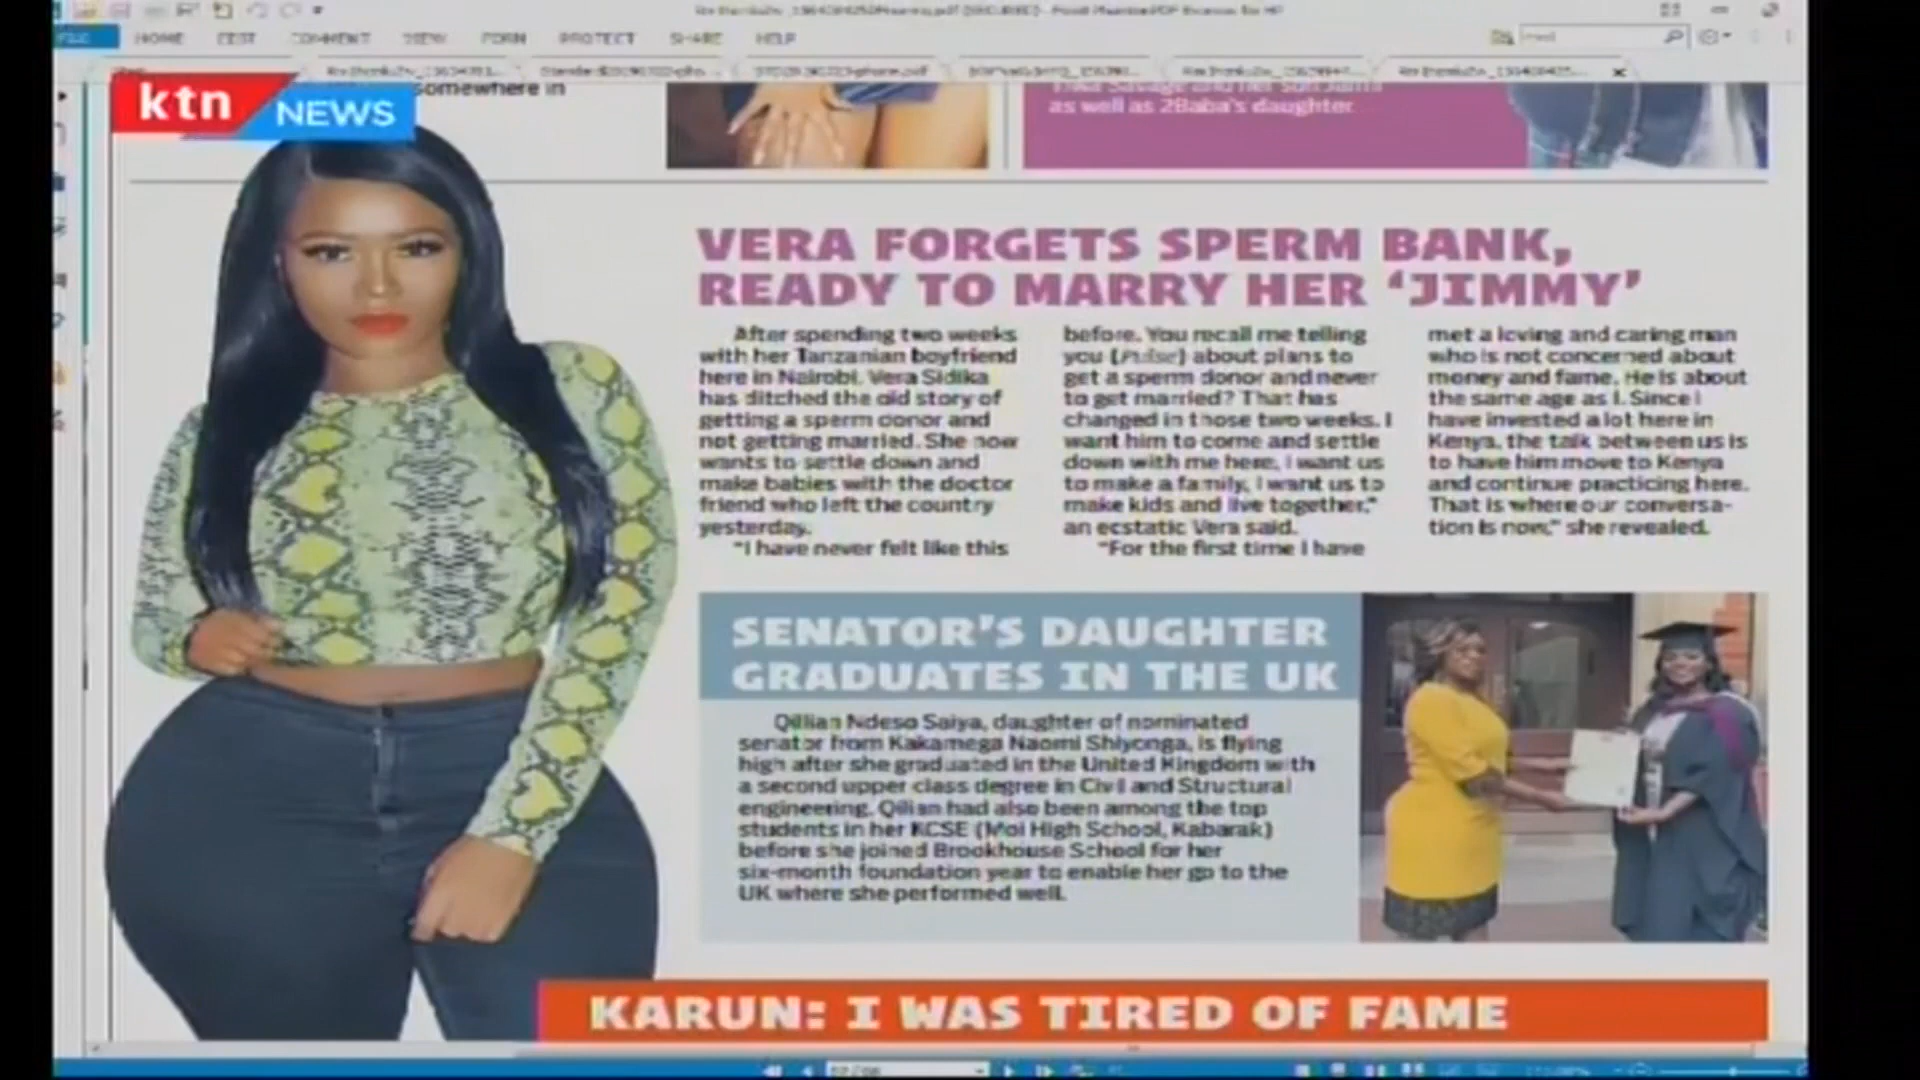 FILE HOME EDIT COMMENT VIEW FORM PROTECT SHARE HELP
ktn NEWS
somewhere in
Tiwa Savage and her son Jamil
as well as 2Baba's daughter
VERA FORGETS SPERM BANK,
READY TO MARRY HER ‘JIMMY’
After spending two weeks
with her Tanzanian boyfriend
here in Nairobi, Vera Sidika
has ditched the old story of
getting a sperm donor and
not getting married. She now
wants to settle down and
make babies with the doctor
friend who left the country
yesterday.
"I have never felt like this
before. You recall me telling
you (Pulse) about plans to
get a sperm donor and never
to get married? That has
changed in those two weeks. I
want him to come and settle
down with me here, I want us
to make a family, I want us to
make kids and live together,"
an ecstatic Vera said.
"For the first time I have
met a loving and caring man
who is not concerned about
money and fame. He is about
the same age as I. Since I
have invested a lot here in
Kenya, the talk between us is
to have him move to Kenya
and continue practicing here.
That is where our conversa-
tion is now," she revealed.
SENATOR'S DAUGHTER
GRADUATES IN THE UK
Qillian Ndeso Saiya, daughter of nominated
senator from Kakamega Naomi Shiyonga, is flying
high after she graduated in the United Kingdom with
a second upper class degree in Civil and Structural
engineering. Qilian had also been among the top
students in her KCSE (Moi High School, Kabarak)
before she joined Brookhouse School for her
six-month foundation year to enable her go to the
UK where she performed well.
KARUN: I WAS TIRED OF FAME